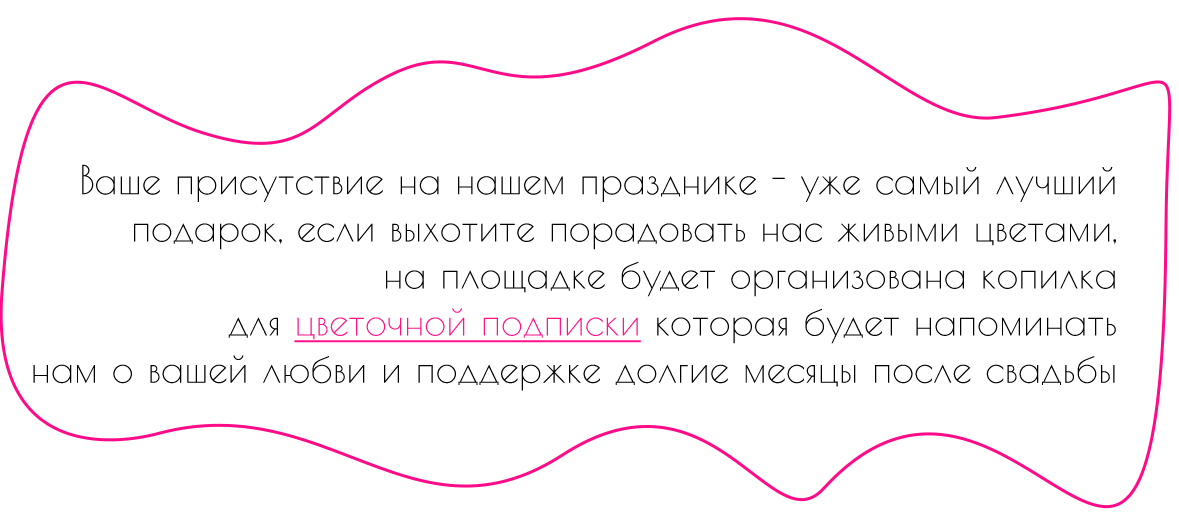 Ваше присутствие на нашем празднике – уже самый лучший
подарок, если выхотите порадовать нас живыми цветами,
на площадке будет организована копилка
для цветочной подписки которая будет напоминать
нам о вашей любви и поддержке долгие месяцы после свадьбы